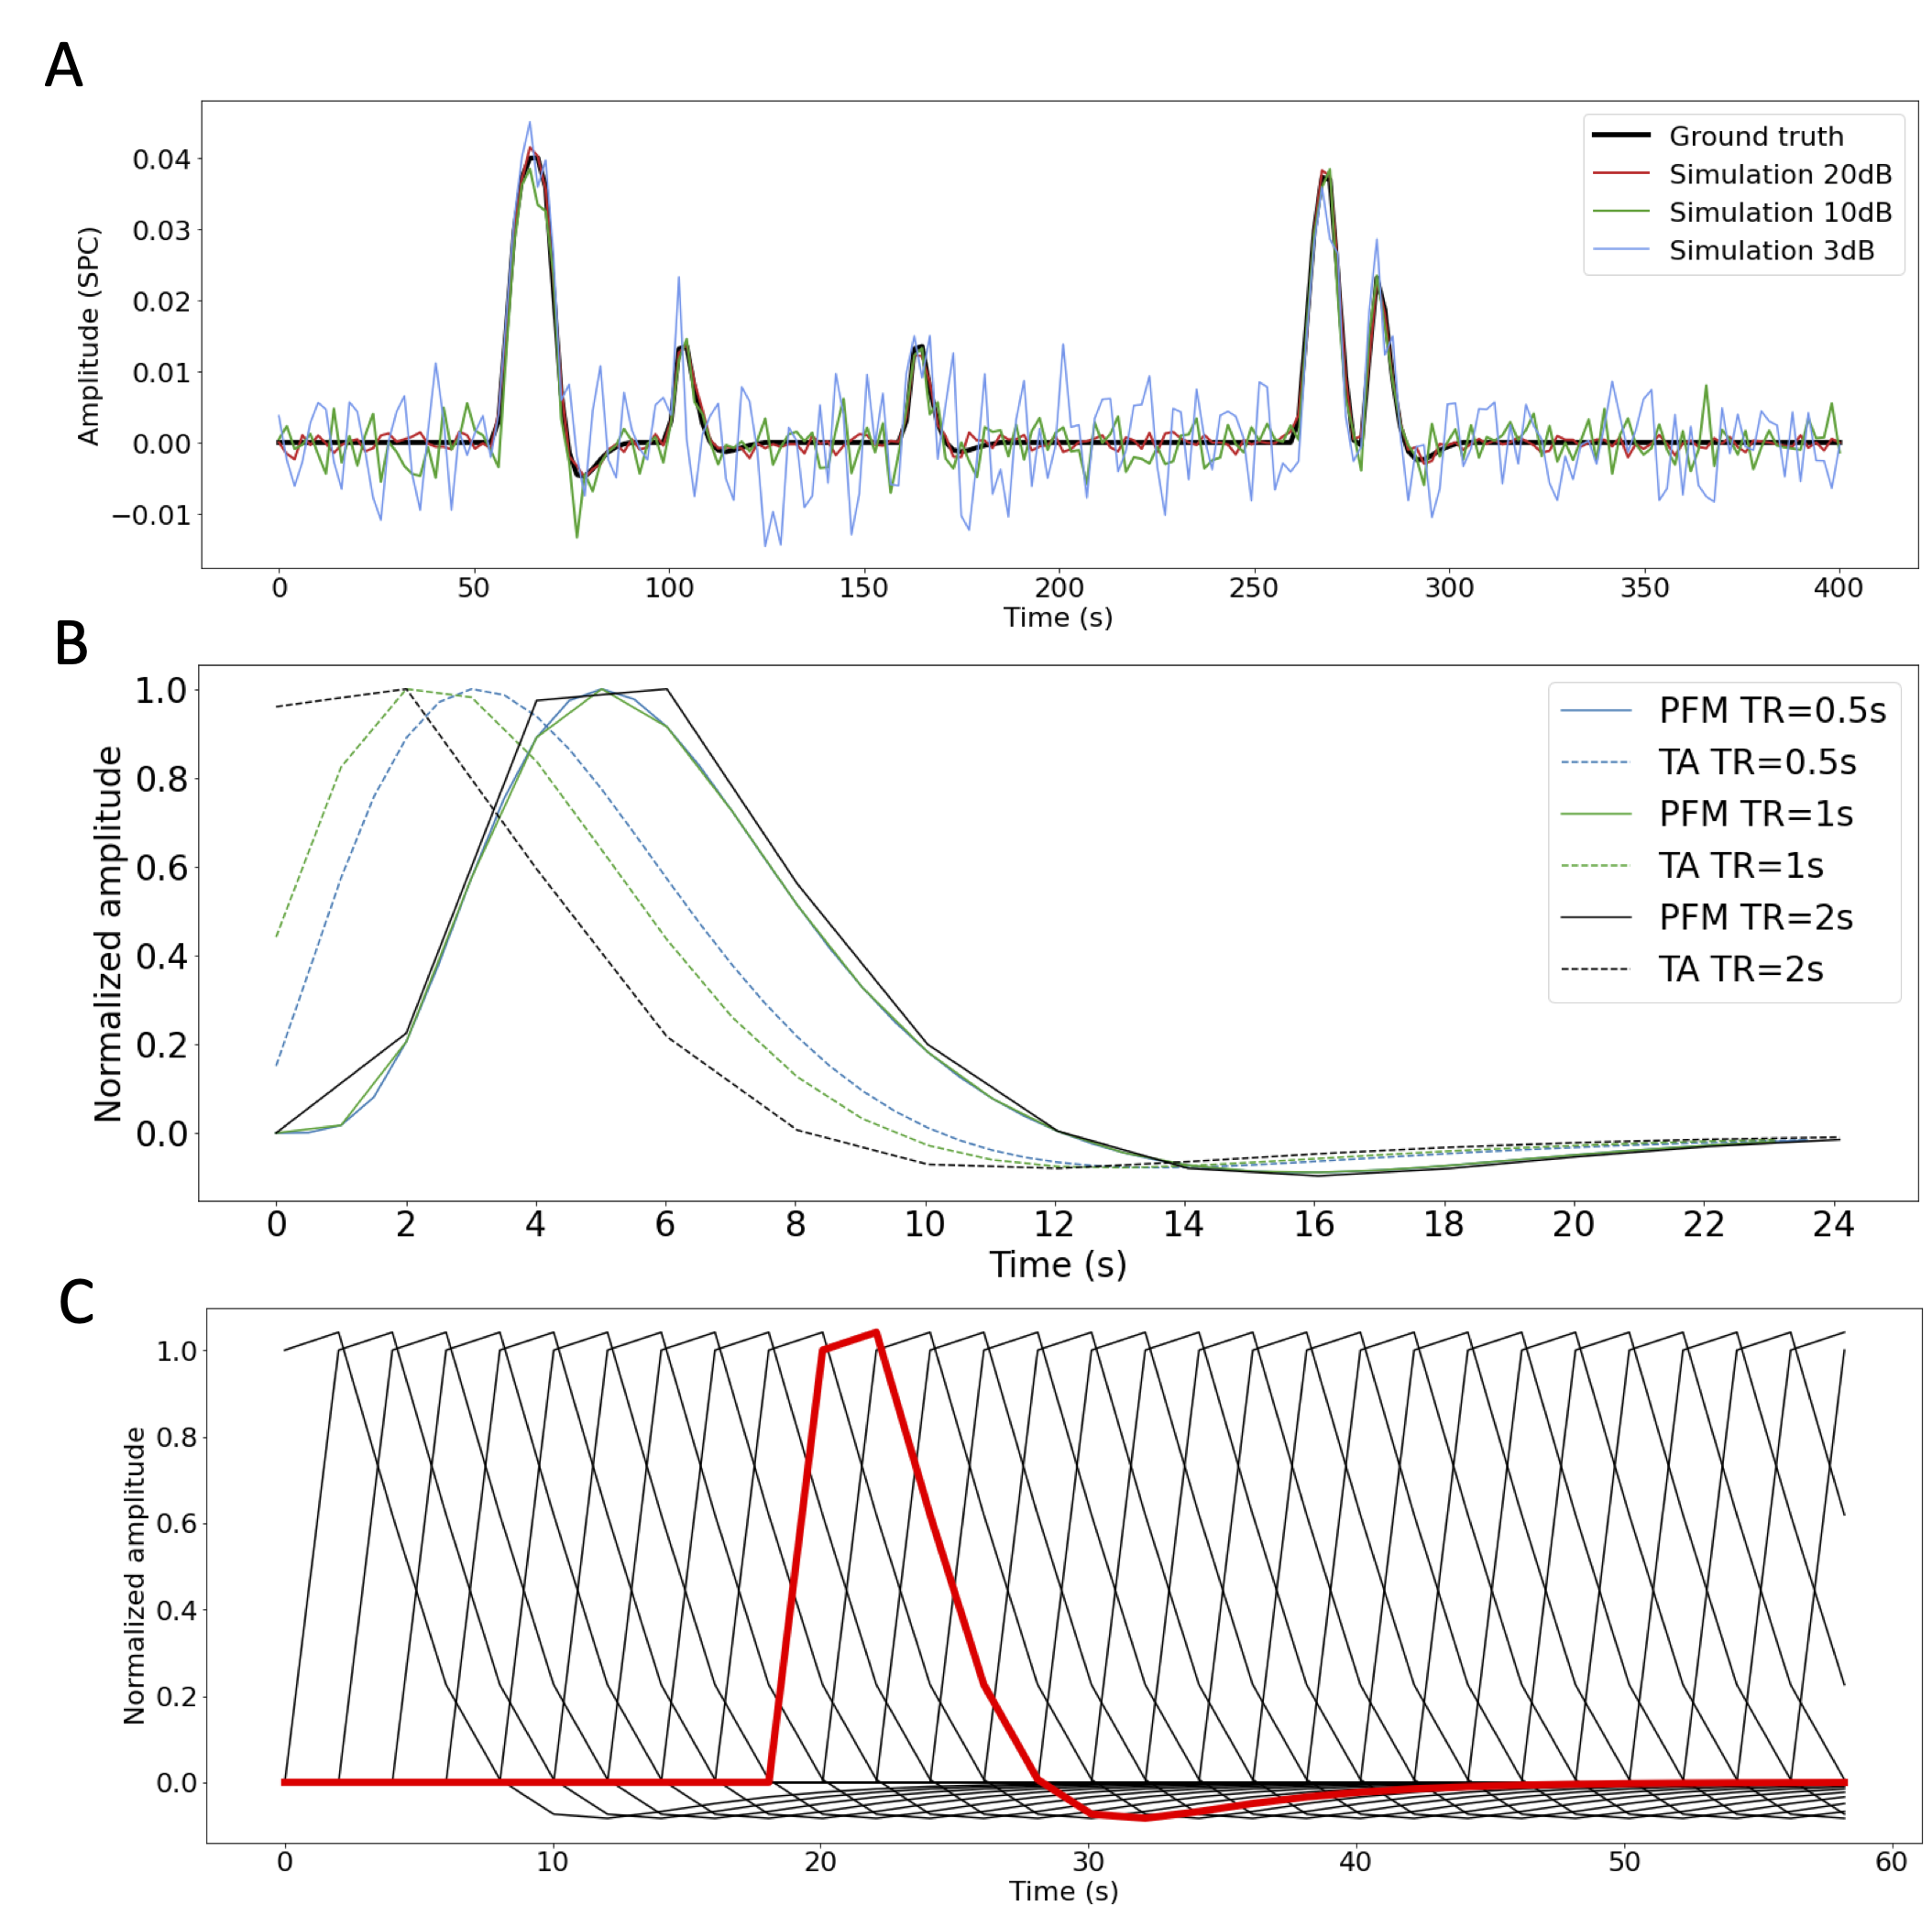 A
Amplitude (SPC)
0.04
0.03
0.02
0.01
0.00
−0.01
Ground truth
Simulation 20dB
Simulation 10dB
Simulation 3dB
0 50 100 150 200 250 300 350 400
Time (s)
B
Normalized amplitude
1.0
0.8
0.6
0.4
0.2
0.0
PFM TR=0.5s
TA TR=0.5s
PFM TR=1s
TA TR=1s
PFM TR=2s
TA TR=2s
0 2 4 6 8 10 12 14 16 18 20 22 24
Time (s)
C
Normalized amplitude
1.0
0.8
0.6
0.4
0.2
0.0
0 10 20 30 40 50 60
Time (s)